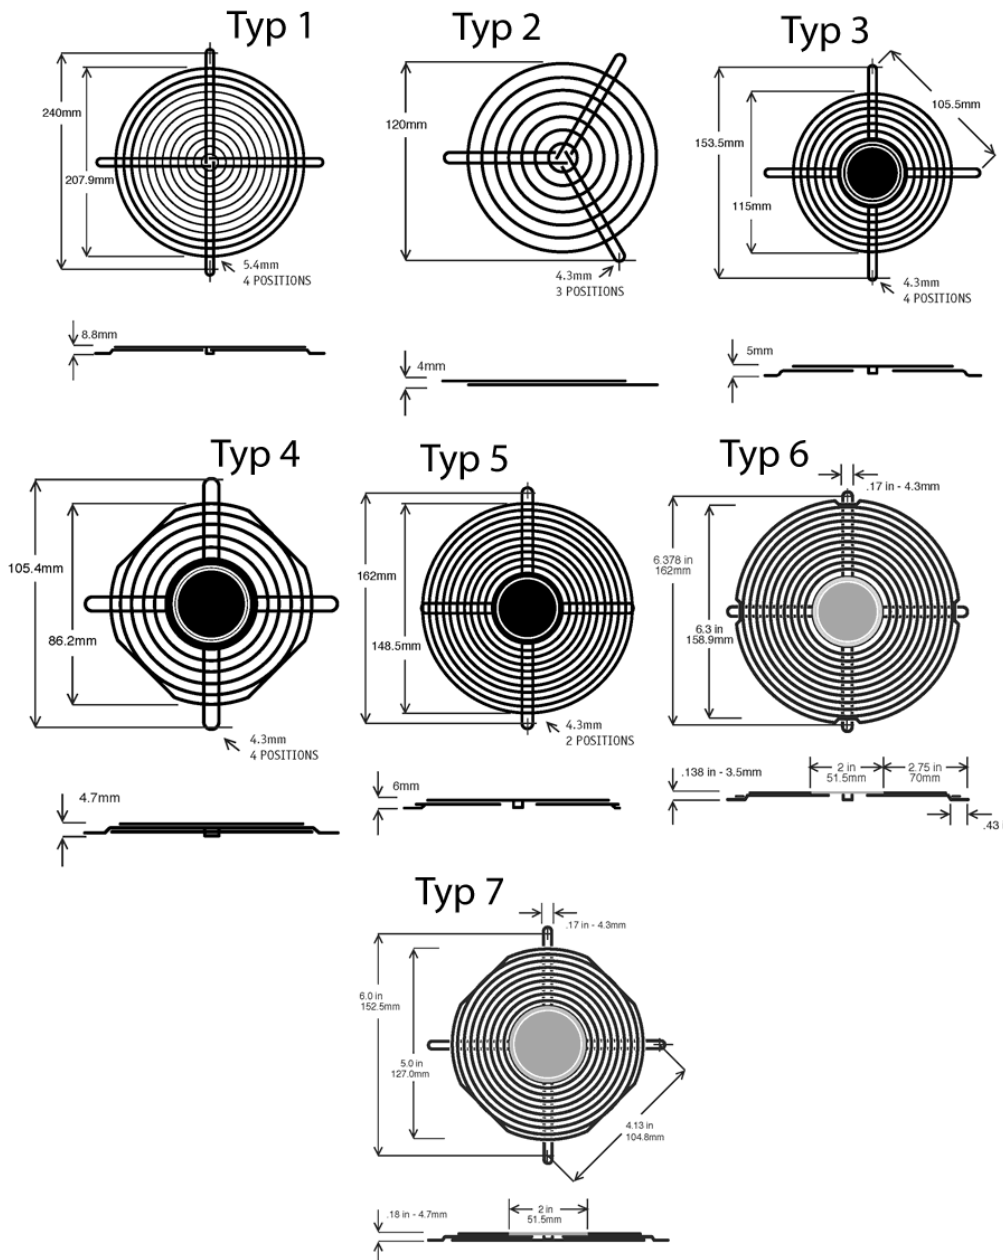 Typ 1
240mm
207.9mm
5.4mm
4 POSITIONS
8.8mm
Typ 2
120mm
4.3mm
3 POSITIONS
4mm
Typ 3
105.5mm
153.5mm
115mm
4.3mm
4 POSITIONS
5mm
Typ 4
105.4mm
86.2mm
4.3mm
4 POSITIONS
4.7mm
Typ 5
162mm
148.5mm
4.3mm
2 POSITIONS
6mm
Typ 6
.17 in - 4.3mm
6.378 in
162mm
6.3 in
158.9mm
.138 in - 3.5mm
2 in
51.5mm
2.75 in
70mm
.43
Typ 7
.17 in - 4.3mm
6.0 in
152.5mm
5.0 in
127.0mm
4.13 in
104.8mm
.18 in - 4.7mm
2 in
51.5mm